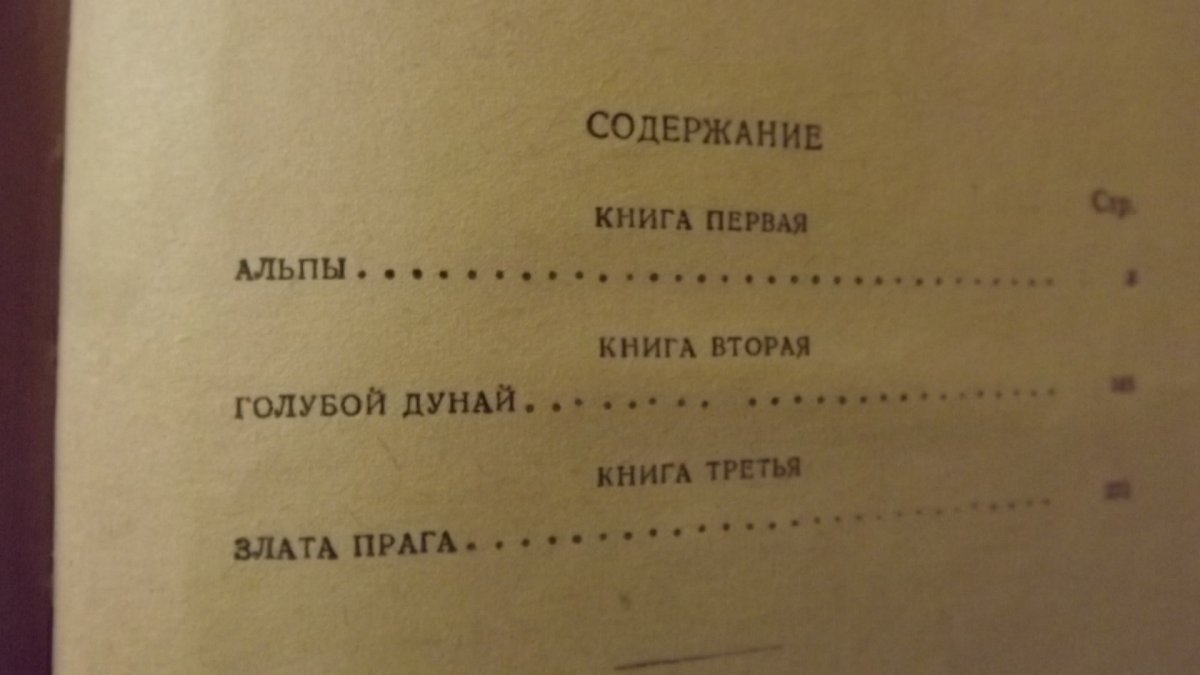 СОДЕРЖАНИЕ
Стр.
КНИГА ПЕРВАЯ
АЛЬПЫ . . . . . . . . . . . . . . . . . . . . . . . . . .
КНИГА ВТОРАЯ
ГОЛУБОЙ ДУНАЙ . . . . . . . . . . . . . . . . . . . .
КНИГА ТРЕТЬЯ
ЗЛАТА ПРАГА . . . . . . . . . . . . . . . . . . . . . .